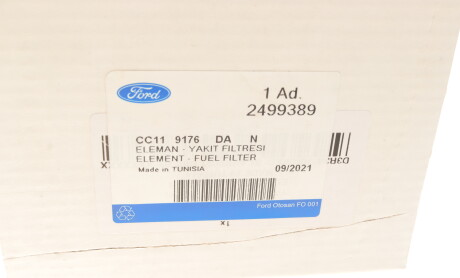 Ford
1 Ad.
2499389
CC11 9176 DA N
ELEMAN - YAKIT FILTRESI
ELEMENT - FUEL FILTER
Made in TUNISIA 09/2021
Ford Otosan FO 001